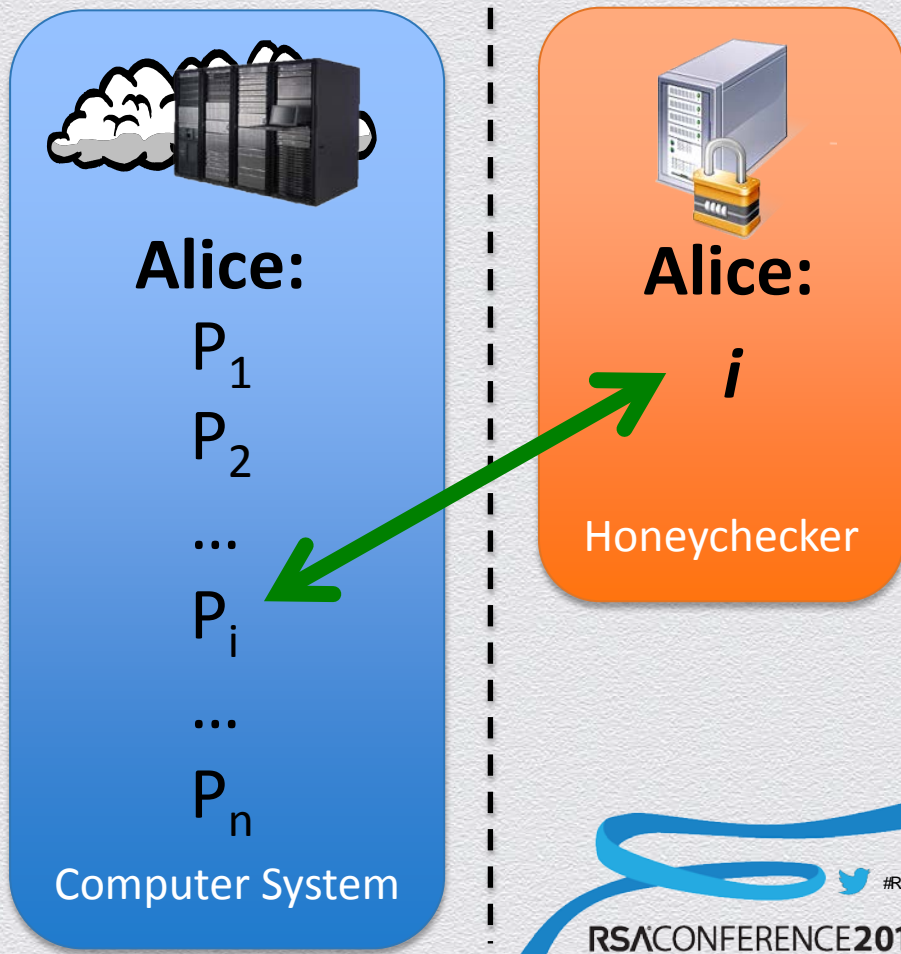 Alice:
P1
P2
...
Pi
...
Pn
Computer System
Alice:
i
Honeychecker
#R
RSACONFERENCE201